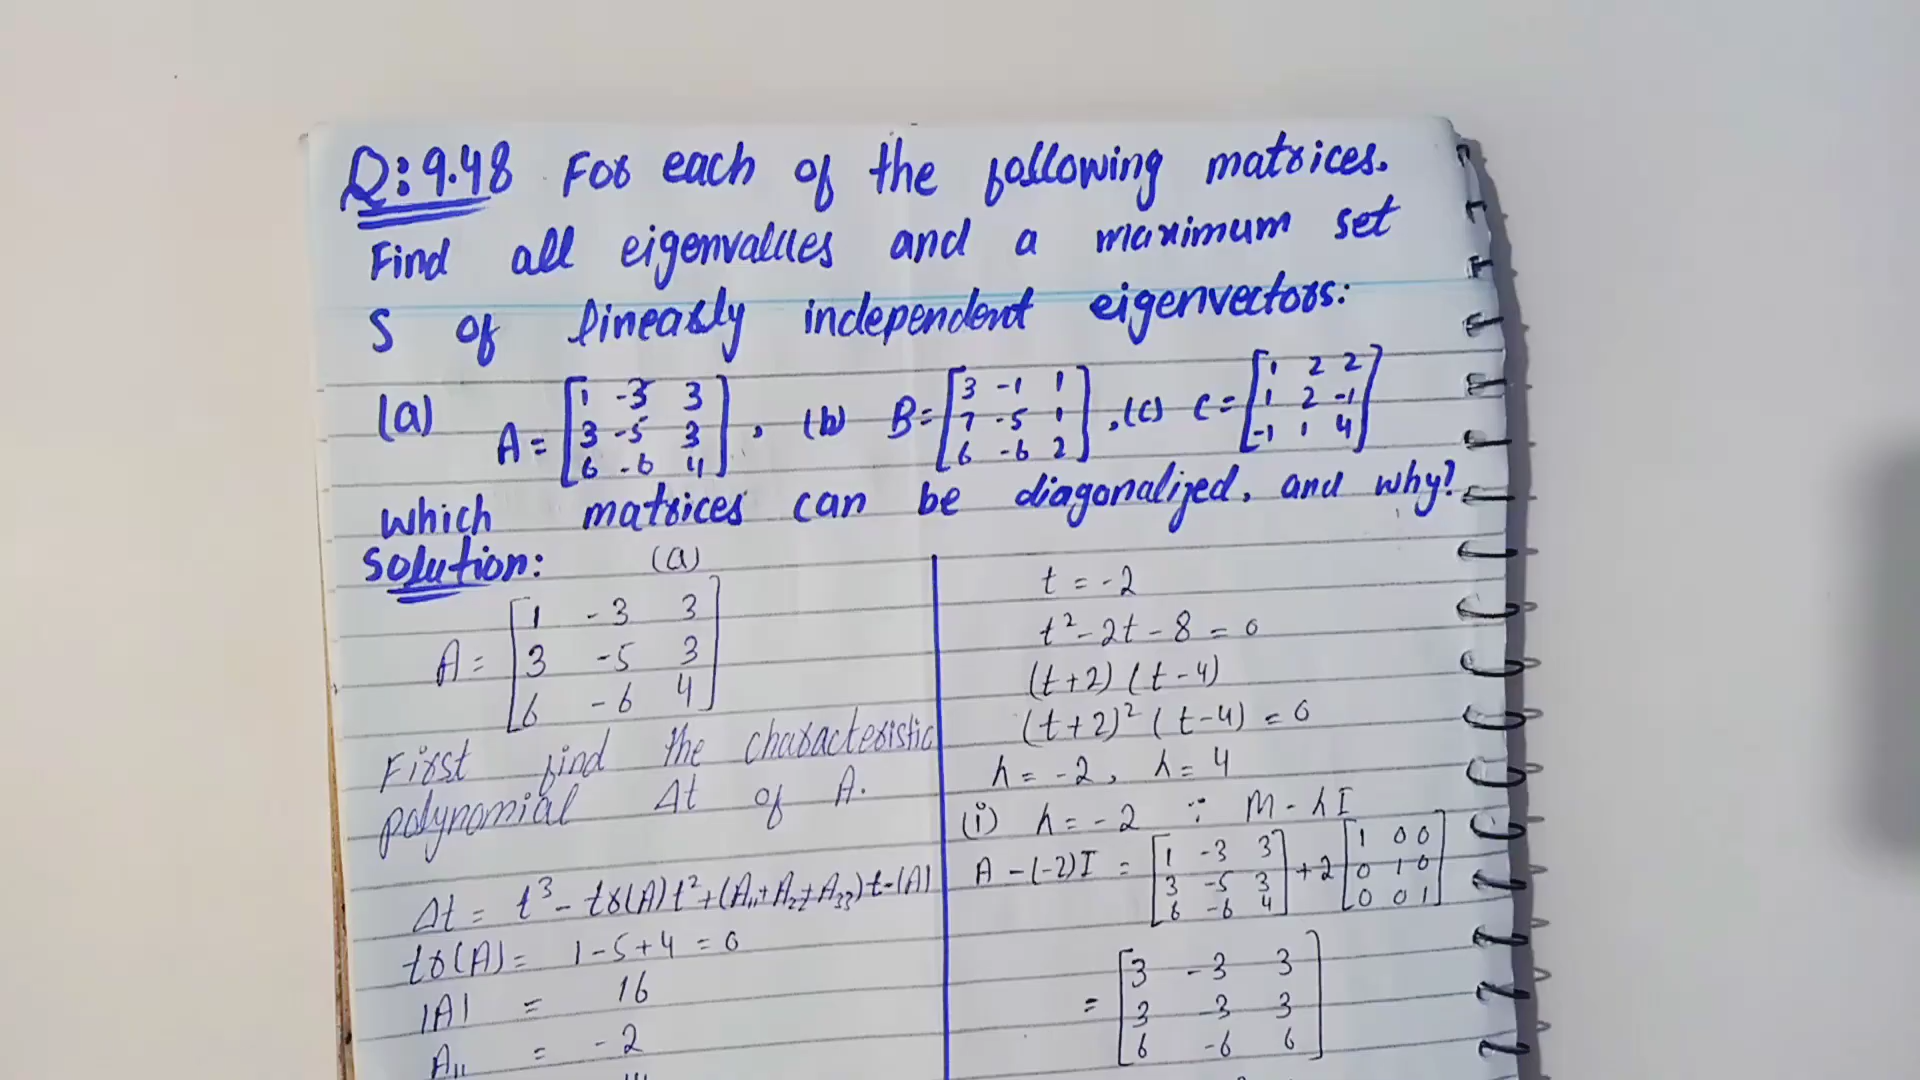 Q:9.48 For each of the following matrices.
Find all eigenvalues and a maximum set
S of linearly independent eigenvectors:
(a) A = [1 -3 3; 3 -5 3; 6 -6 4], (b) B = [3 -1 1; 7 -5 1; 6 -6 2], (c) C = [1 2 2; 1 2 -1; -1 1 4]
which matrices can be diagonalized, and why?
Solution: (a)
A = [1 -3 3; 3 -5 3; 6 -6 4]
First find the characteristic
polynomial Δt of A.
Δt = t³ - tr(A)t² + (A₁₁+A₂₂+A₃₃)t - |A|
tr(A) = 1-5+4 = 0
|A| = 16
A₁₁ = -2
t = -2
t² - 2t - 8 = 0
(t+2) (t-4)
(t+2)² (t-4) = 0
λ = -2, λ = 4
(i) λ = -2 ∵ M - λI
A - (-2)I = [1 -3 3; 3 -5 3; 6 -6 4] + 2 [1 0 0; 0 1 0; 0 0 1]
= [3 -3 3; 3 -3 3; 6 -6 6]